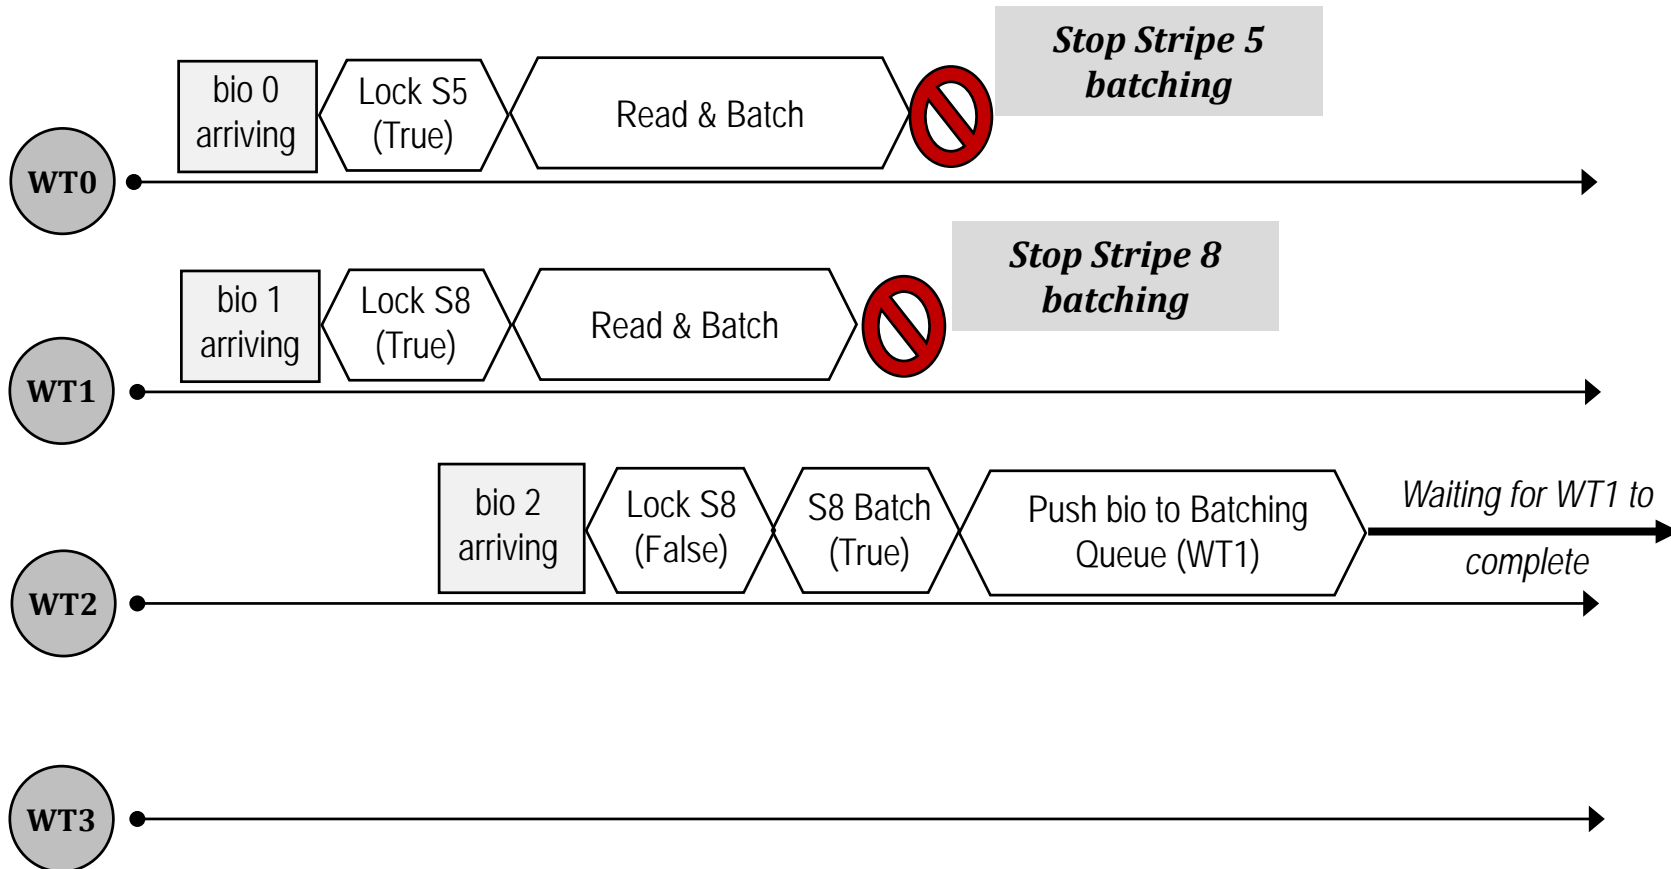 Stop Stripe 5
batching
bio 0
arriving
Lock S5
(True)
Read & Batch
WT0
Stop Stripe 8
batching
bio 1
arriving
Lock S8
(True)
Read & Batch
WT1
bio 2
arriving
Lock S8
(False)
S8 Batch
(True)
Push bio to Batching
Queue (WT1)
Waiting for WT1 to
complete
WT2
WT3